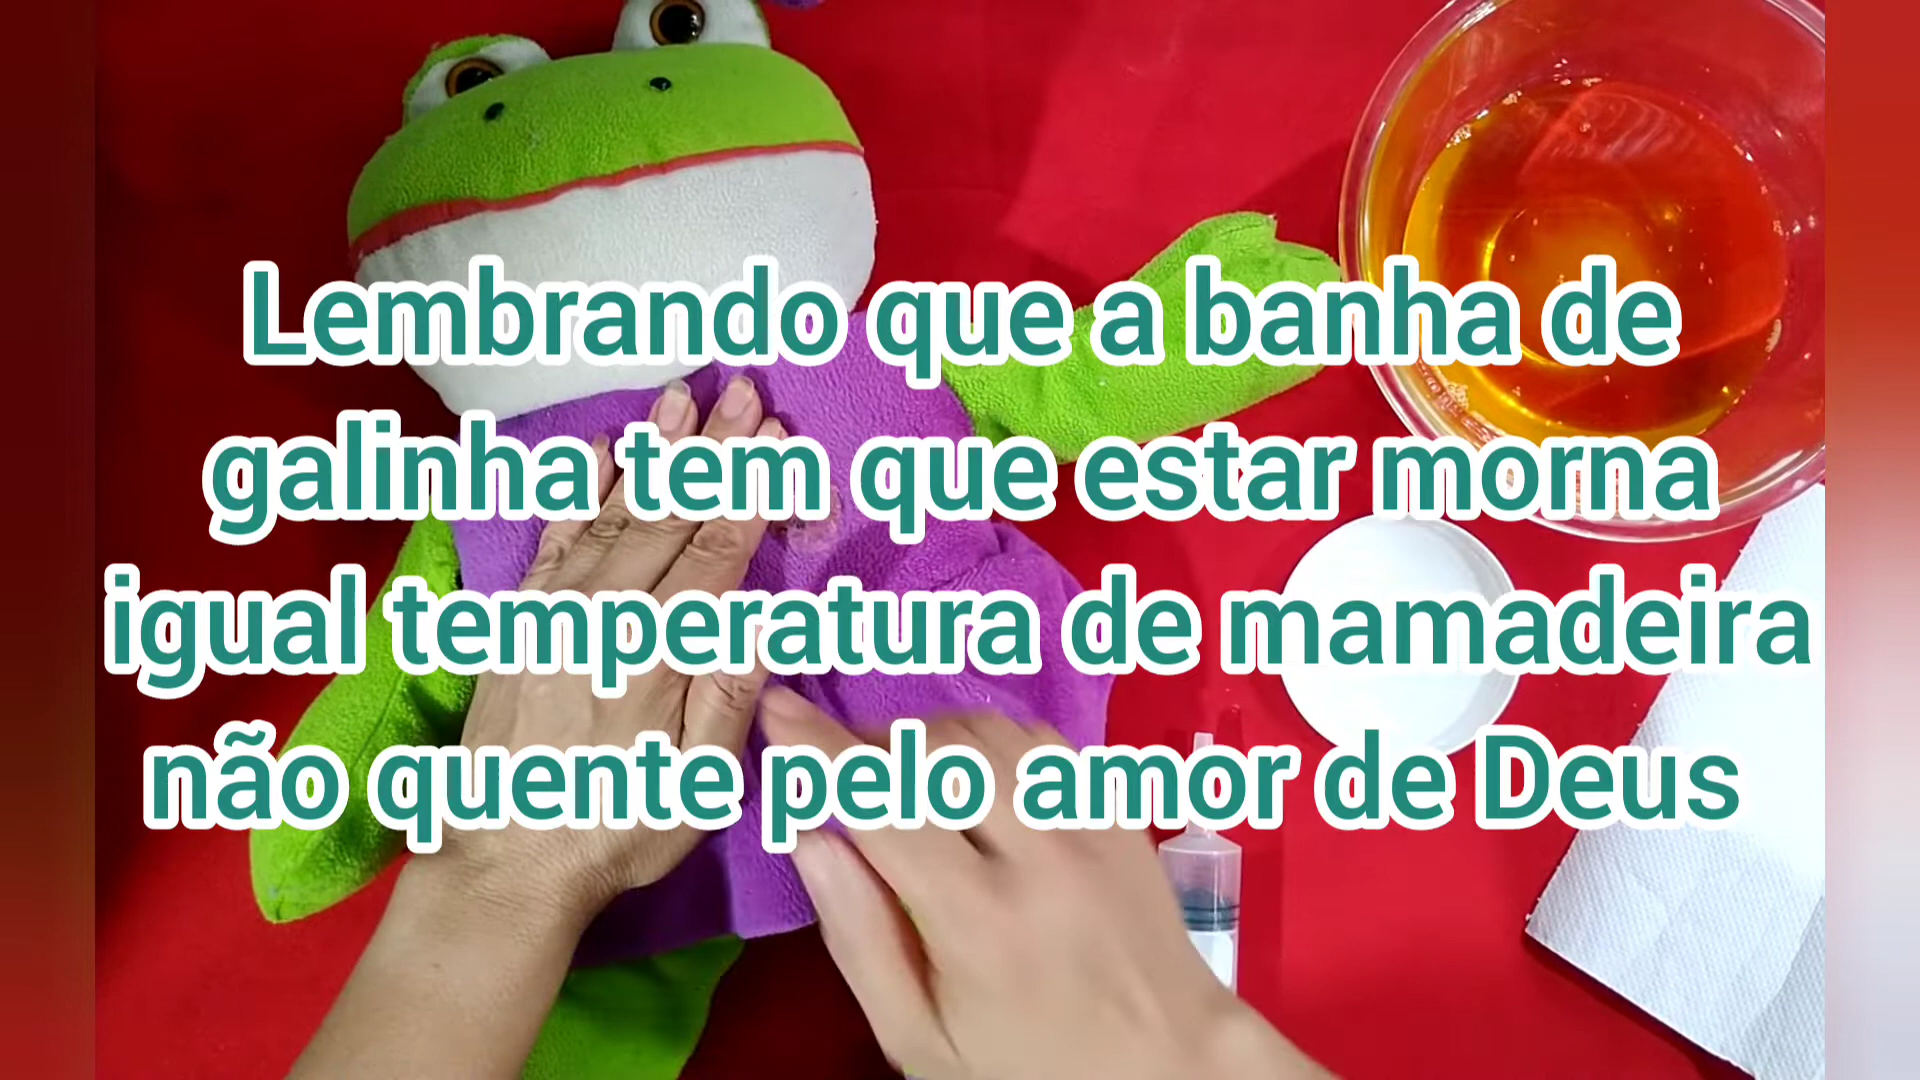 Lembrando que a banha de
galinha tem que estar morna
igual temperatura de mamadeira
não quente pelo amor de Deus